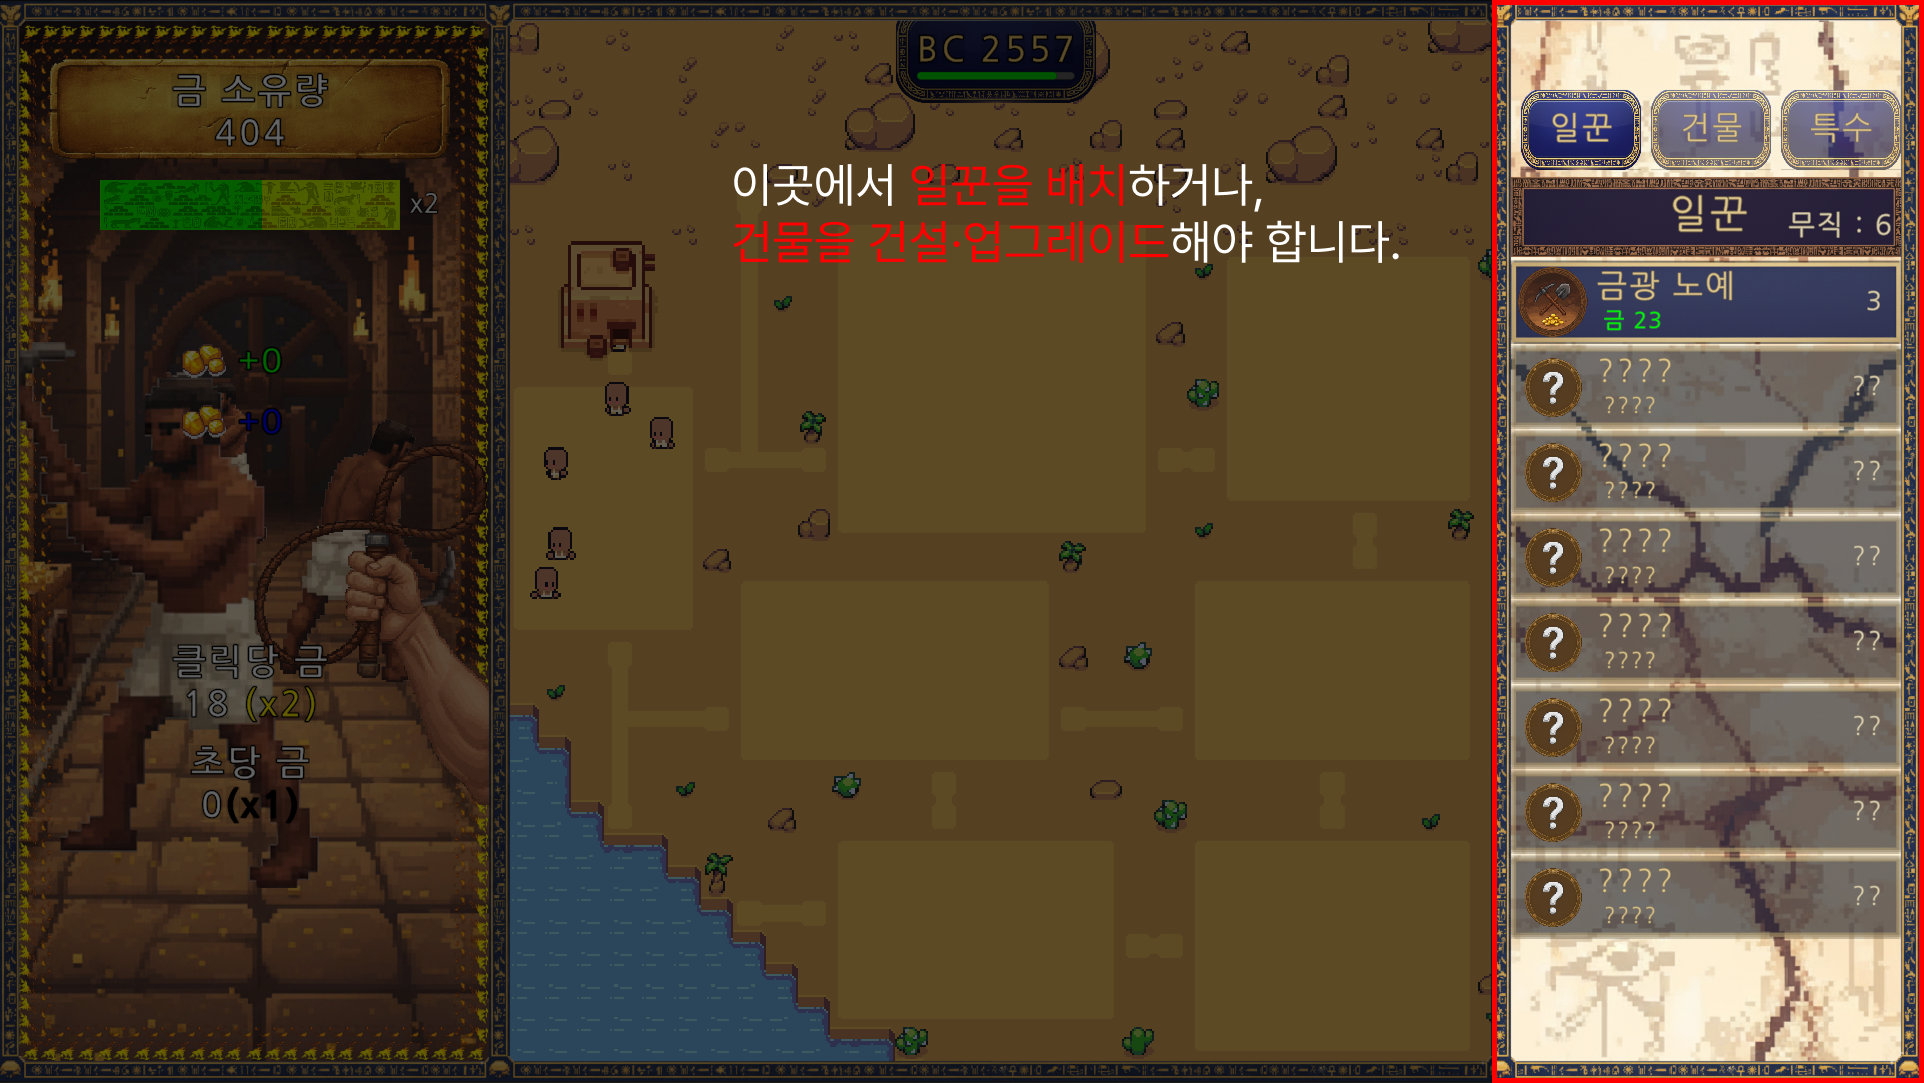 금 소유량
404
x2
+0
+0
클릭당 금
18 (x2)
초당 금
0(x1)
BC 2557
이곳에서 일꾼을 배치하거나,
건물을 건설·업그레이드해야 합니다.
일꾼 건물 특수
일꾼 무직 : 6
금광 노예 3
금 23
???? ??
????
???? ??
????
???? ??
????
???? ??
????
???? ??
????
???? ??
????
???? ??
????